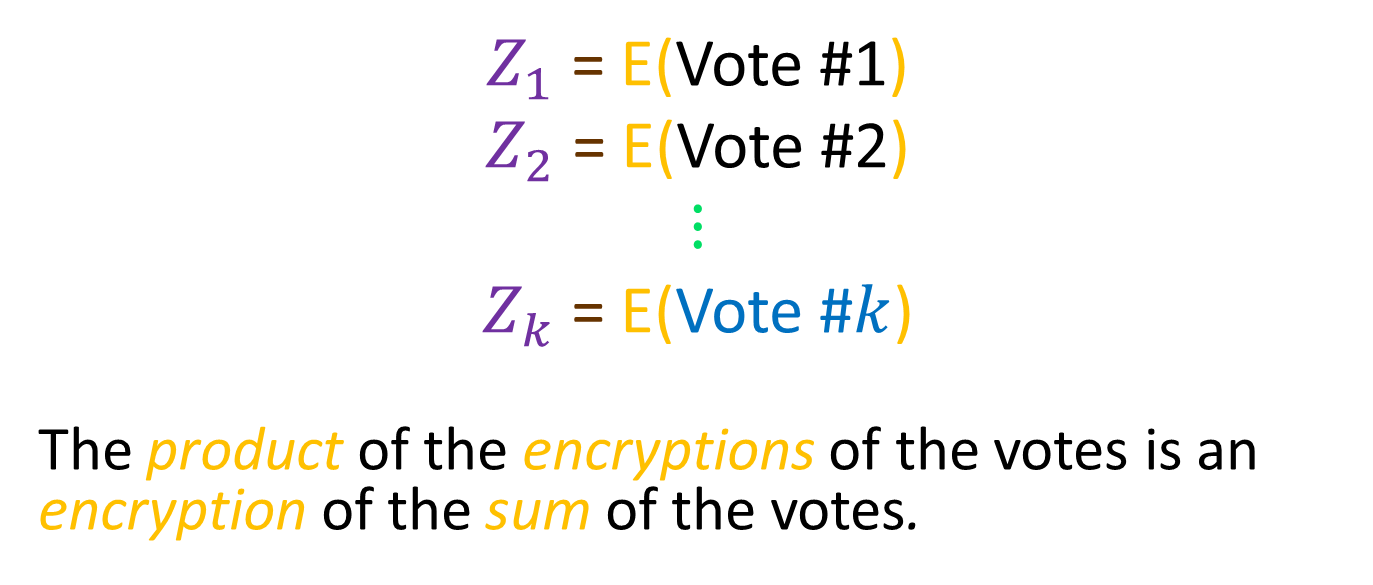 Z₁ = E(Vote #1)
Z₂ = E(Vote #2)
⋮
Zₖ = E(Vote #k)
The product of the encryptions of the votes is an
encryption of the sum of the votes.